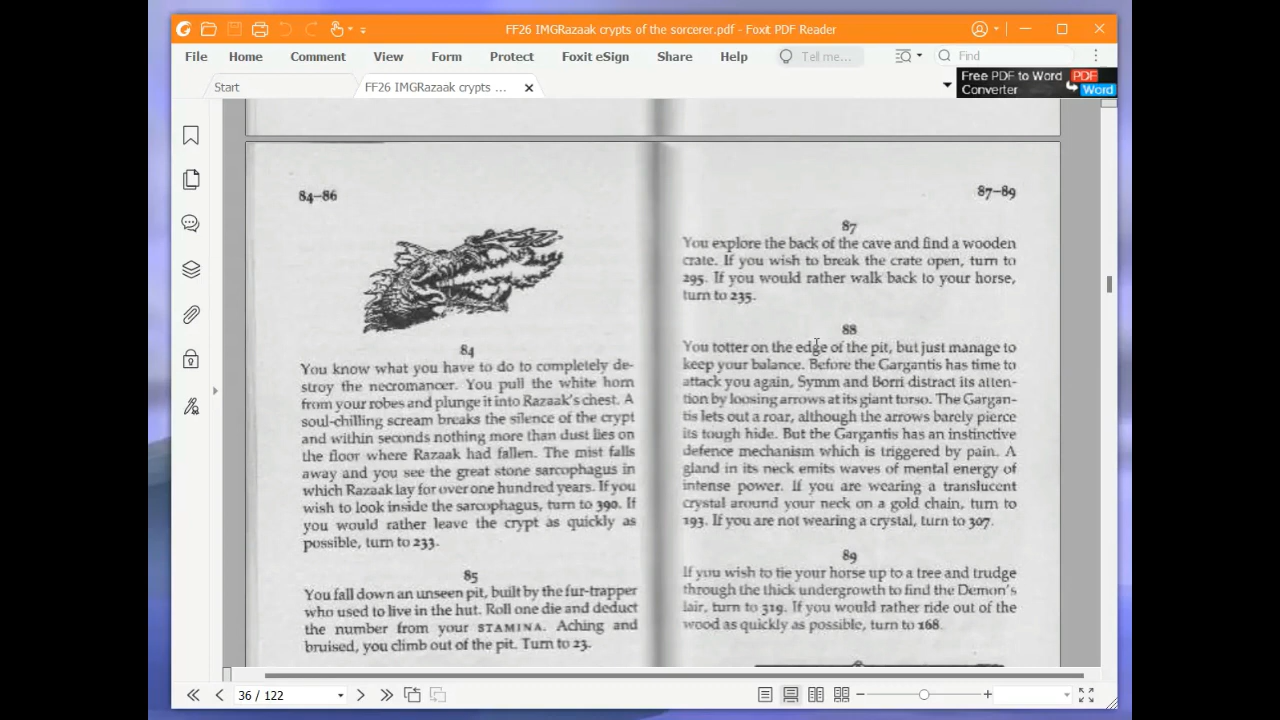 FF26 IMGRazaak crypts of the sorcerer.pdf - Foxit PDF Reader
File Home Comment View Form Protect Foxit eSign Share Help Tell me... Find
Start FF26 IMGRazaak crypts ...
Free PDF to Word
Converter
PDF
Word
84–86
84
You know what you have to do to completely de-
stroy the necromancer. You pull the white horn
from your robes and plunge it into Razaak's chest. A
soul-chilling scream breaks the silence of the crypt
and within seconds nothing more than dust lies on
the floor where Razaak had fallen. The mist falls
away and you see the great stone sarcophagus in
which Razaak lay for over one hundred years. If you
wish to look inside the sarcophagus, turn to 390. If
you would rather leave the crypt as quickly as
possible, turn to 233.
85
You fall down an unseen pit, built by the fur-trapper
who used to live in the hut. Roll one die and deduct
the number from your STAMINA. Aching and
bruised, you climb out of the pit. Turn to 23.
87–89
87
You explore the back of the cave and find a wooden
crate. If you wish to break the crate open, turn to
295. If you would rather walk back to your horse,
turn to 235.
88
You totter on the edge of the pit, but just manage to
keep your balance. Before the Gargantis has time to
attack you again, Symm and Borri distract its atten-
tion by loosing arrows at its giant torso. The Gargan-
tis lets out a roar, although the arrows barely pierce
its tough hide. But the Gargantis has an instinctive
defence mechanism which is triggered by pain. A
gland in its neck emits waves of mental energy of
intense power. If you are wearing a translucent
crystal around your neck on a gold chain, turn to
193. If you are not wearing a crystal, turn to 307.
89
If you wish to tie your horse up to a tree and trudge
through the thick undergrowth to find the Demon's
lair, turn to 319. If you would rather ride out of the
wood as quickly as possible, turn to 168.
36 / 122